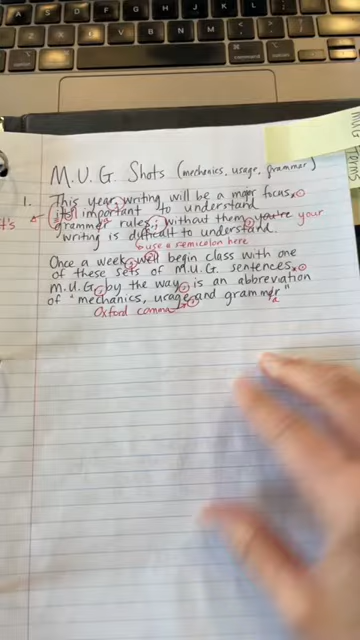 M.U.G. Shots (mechanics, usage, grammar)
1. This year, writing will be a major focus.
It's important to understand
grammar rules; without them you're your
writing is difficult to understand.
use a semicolon here
Once a week, we'll begin class with one
of these sets of M.U.G. sentences.
M.U.G., by the way, is an abbreviation
of "mechanics, usage, and grammar."
Oxford comma